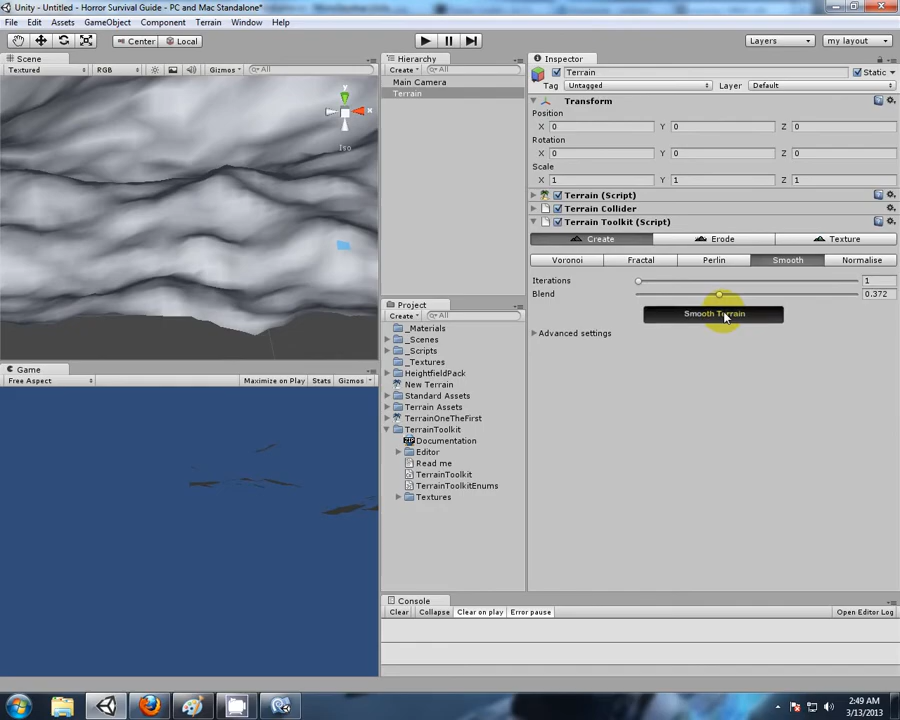 Unity - Untitled - Horror Survival Guide - PC and Mac Standalone*
File Edit Assets GameObject Component Terrain Window Help
Center Local Layers my layout
Scene
Textured RGB Gizmos All
Iso
Game
Free Aspect Maximize on Play Stats Gizmos
Hierarchy
Create All
Main Camera
Terrain
Project
Create All
_Materials
_Scenes
_Scripts
_Textures
HeightfieldPack
New Terrain
Standard Assets
Terrain Assets
TerrainOneTheFirst
TerrainToolkit
Documentation
Editor
Read me
TerrainToolkit
TerrainToolkitEnums
Textures
Inspector
Terrain Static
Tag Untagged Layer Default
Transform
Position
X 0 Y 0 Z 0
Rotation
X 0 Y 0 Z 0
Scale
X 1 Y 1 Z 1
Terrain (Script)
Terrain Collider
Terrain Toolkit (Script)
Create Erode Texture
Voronoi Fractal Perlin Smooth Normalise
Iterations 1
Blend 0.372
Smooth Terrain
Advanced settings
Console
Clear Collapse Clear on play Error pause Open Editor Log
2:49 AM
3/13/2013